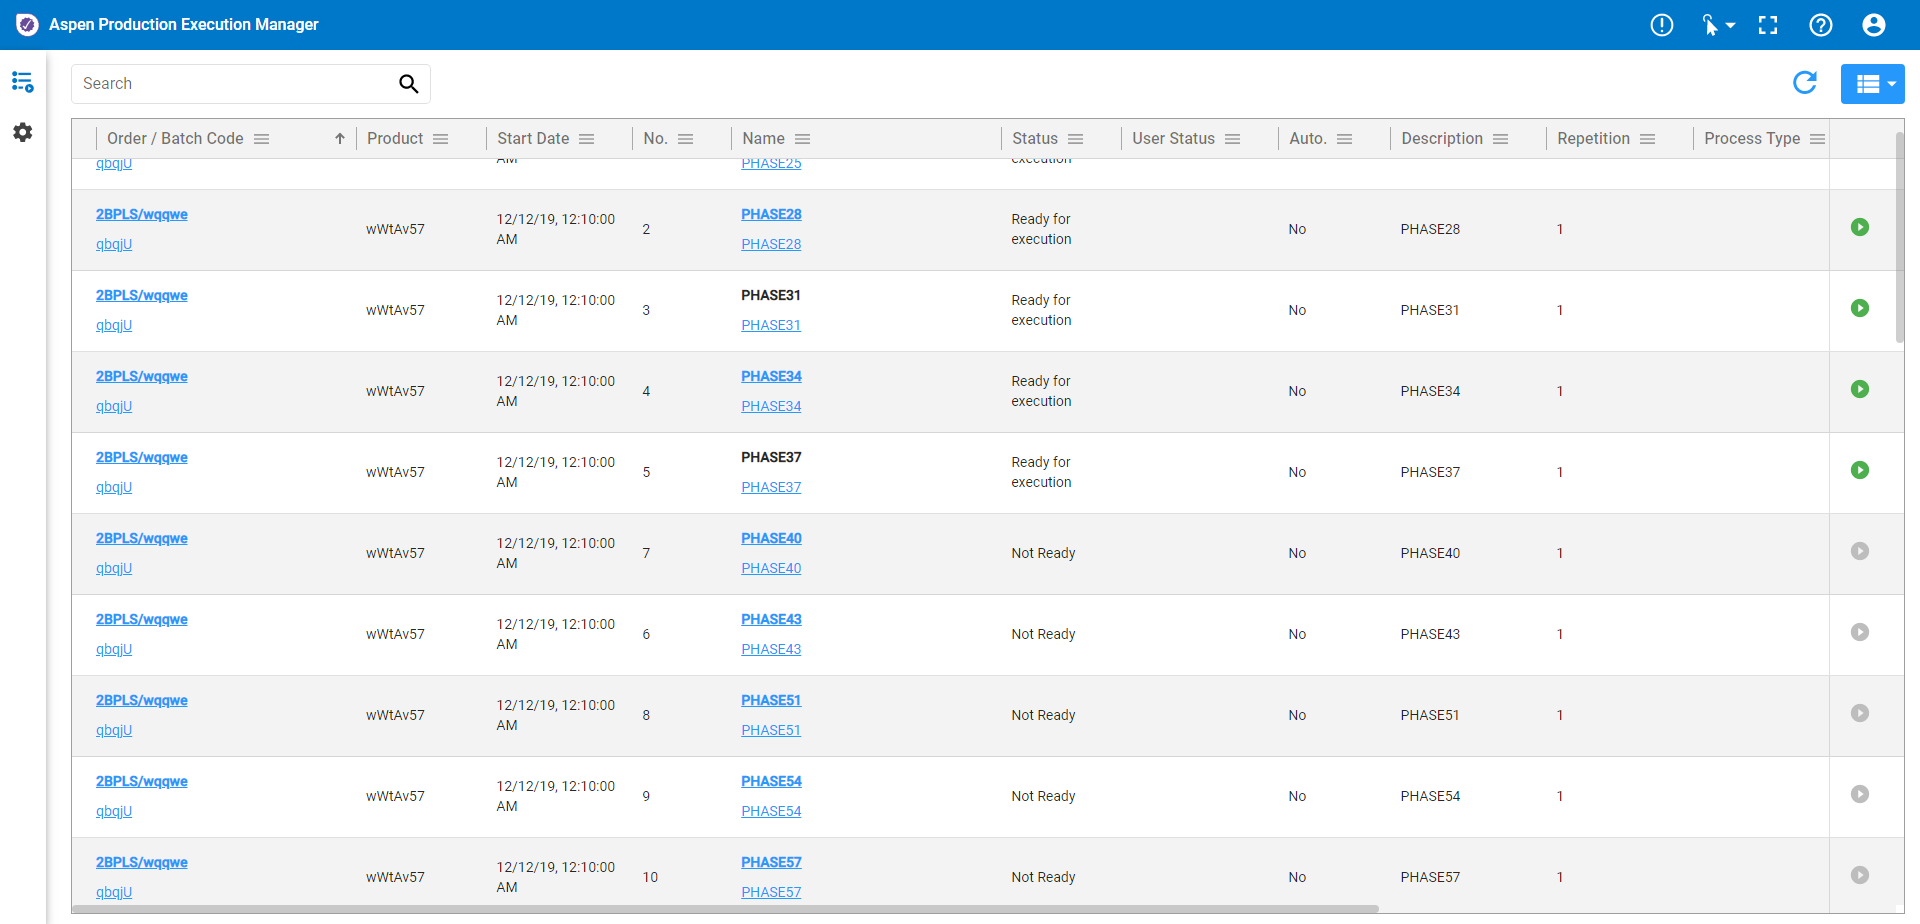 Aspen Production Execution Manager
Search
Order / Batch Code Product Start Date No. Name Status User Status Auto. Description Repetition Process Type
qbqjU AM PHASE25 execution
2BPLS/wqqwe
qbqjU
wWtAv57
12/12/19, 12:10:00
AM
2
PHASE28
PHASE28
Ready for
execution
No
PHASE28
1
2BPLS/wqqwe
qbqjU
wWtAv57
12/12/19, 12:10:00
AM
3
PHASE31
PHASE31
Ready for
execution
No
PHASE31
1
2BPLS/wqqwe
qbqjU
wWtAv57
12/12/19, 12:10:00
AM
4
PHASE34
PHASE34
Ready for
execution
No
PHASE34
1
2BPLS/wqqwe
qbqjU
wWtAv57
12/12/19, 12:10:00
AM
5
PHASE37
PHASE37
Ready for
execution
No
PHASE37
1
2BPLS/wqqwe
qbqjU
wWtAv57
12/12/19, 12:10:00
AM
7
PHASE40
PHASE40
Not Ready
No
PHASE40
1
2BPLS/wqqwe
qbqjU
wWtAv57
12/12/19, 12:10:00
AM
6
PHASE43
PHASE43
Not Ready
No
PHASE43
1
2BPLS/wqqwe
qbqjU
wWtAv57
12/12/19, 12:10:00
AM
8
PHASE51
PHASE51
Not Ready
No
PHASE51
1
2BPLS/wqqwe
qbqjU
wWtAv57
12/12/19, 12:10:00
AM
9
PHASE54
PHASE54
Not Ready
No
PHASE54
1
2BPLS/wqqwe
qbqjU
wWtAv57
12/12/19, 12:10:00
AM
10
PHASE57
PHASE57
Not Ready
No
PHASE57
1